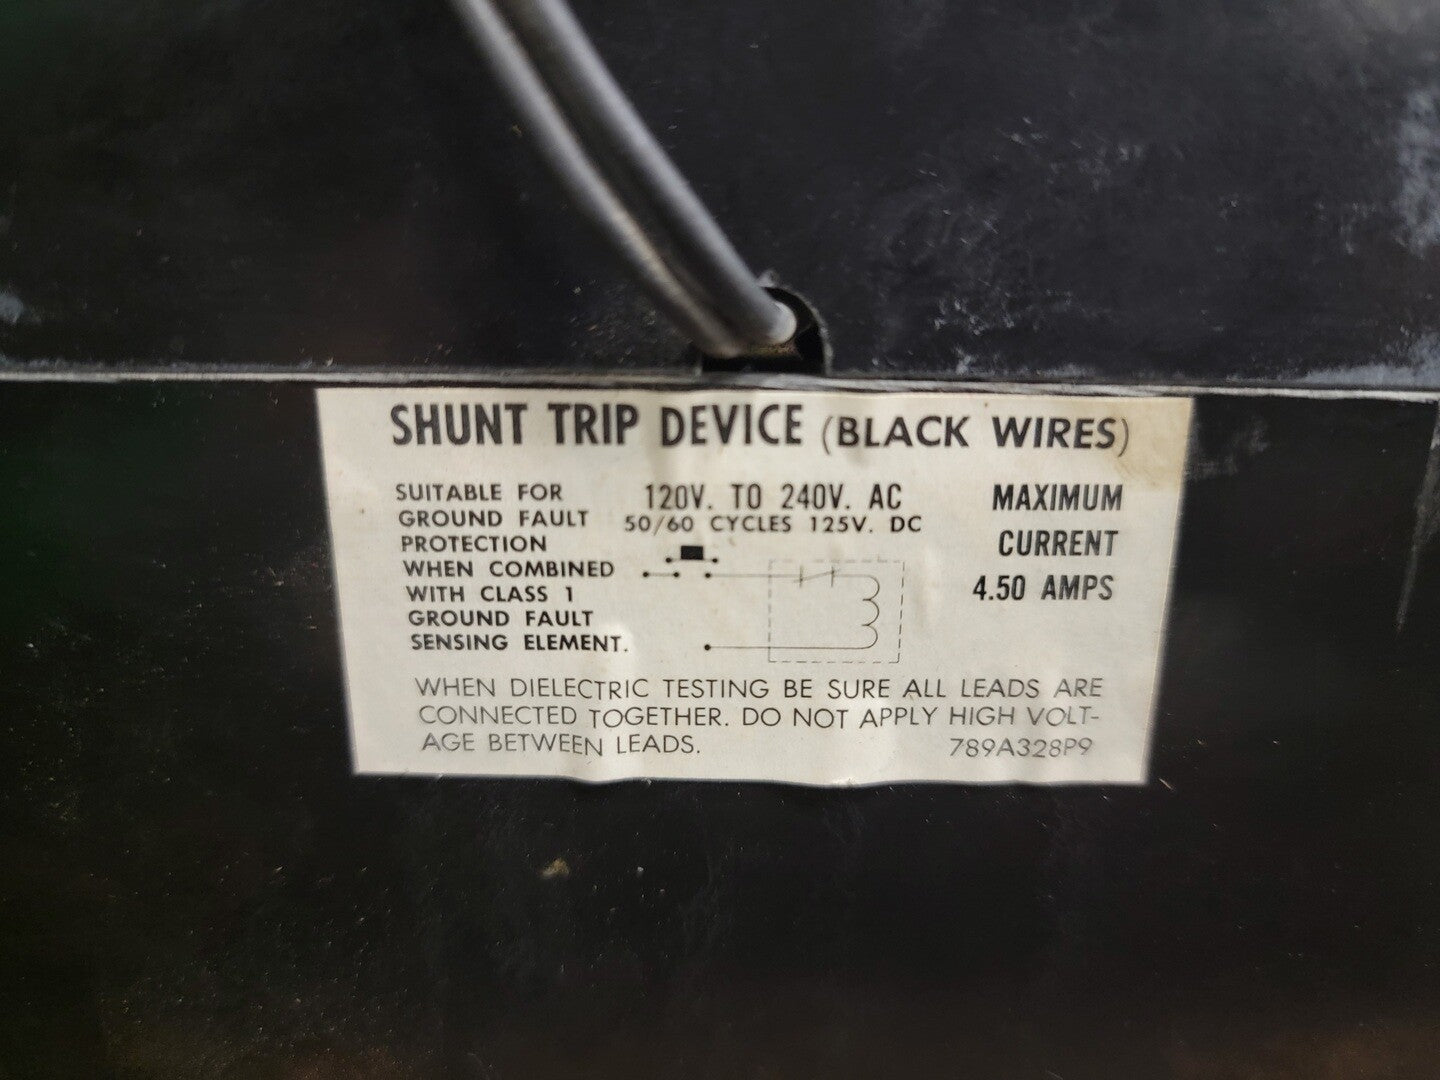 SHUNT TRIP DEVICE (BLACK WIRES)
SUITABLE FOR
GROUND FAULT
PROTECTION
WHEN COMBINED
WITH CLASS 1
GROUND FAULT
SENSING ELEMENT.
120V. TO 240V. AC
50/60 CYCLES 125V. DC
MAXIMUM
CURRENT
4.50 AMPS
WHEN DIELECTRIC TESTING BE SURE ALL LEADS ARE
CONNECTED TOGETHER. DO NOT APPLY HIGH VOLT-
AGE BETWEEN LEADS. 789A328P9